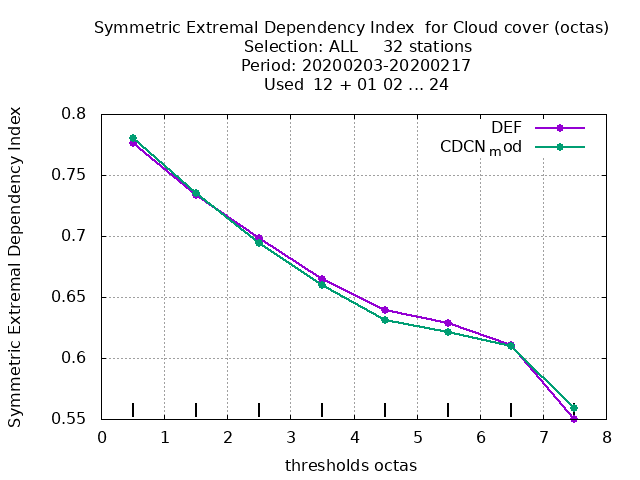 Symmetric Extremal Dependency Index  for Cloud cover (octas)
Selection: ALL     32 stations
Period: 20200203-20200217
Used  12 + 01 02 ... 24
Symmetric Extremal Dependency Index
0.8
0.75
0.7
0.65
0.6
0.55
DEF
CDCN_mod
0 1 2 3 4 5 6 7 8
thresholds octas